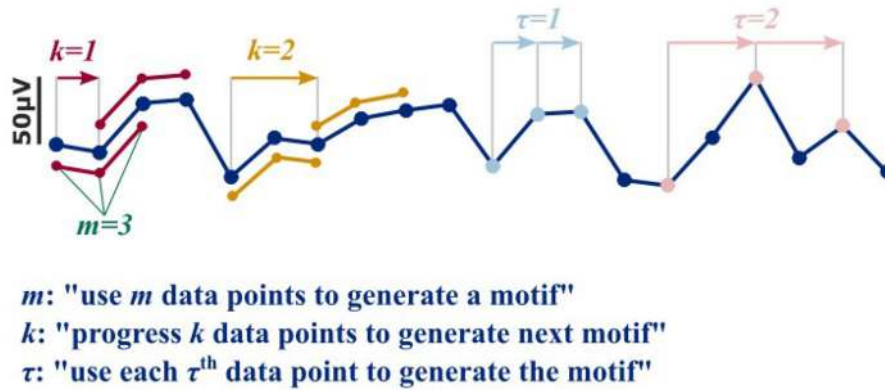 k=1
k=2
τ=1
τ=2
50μV
m=3
m: "use m data points to generate a motif"
k: "progress k data points to generate next motif"
τ: "use each τth data point to generate the motif"